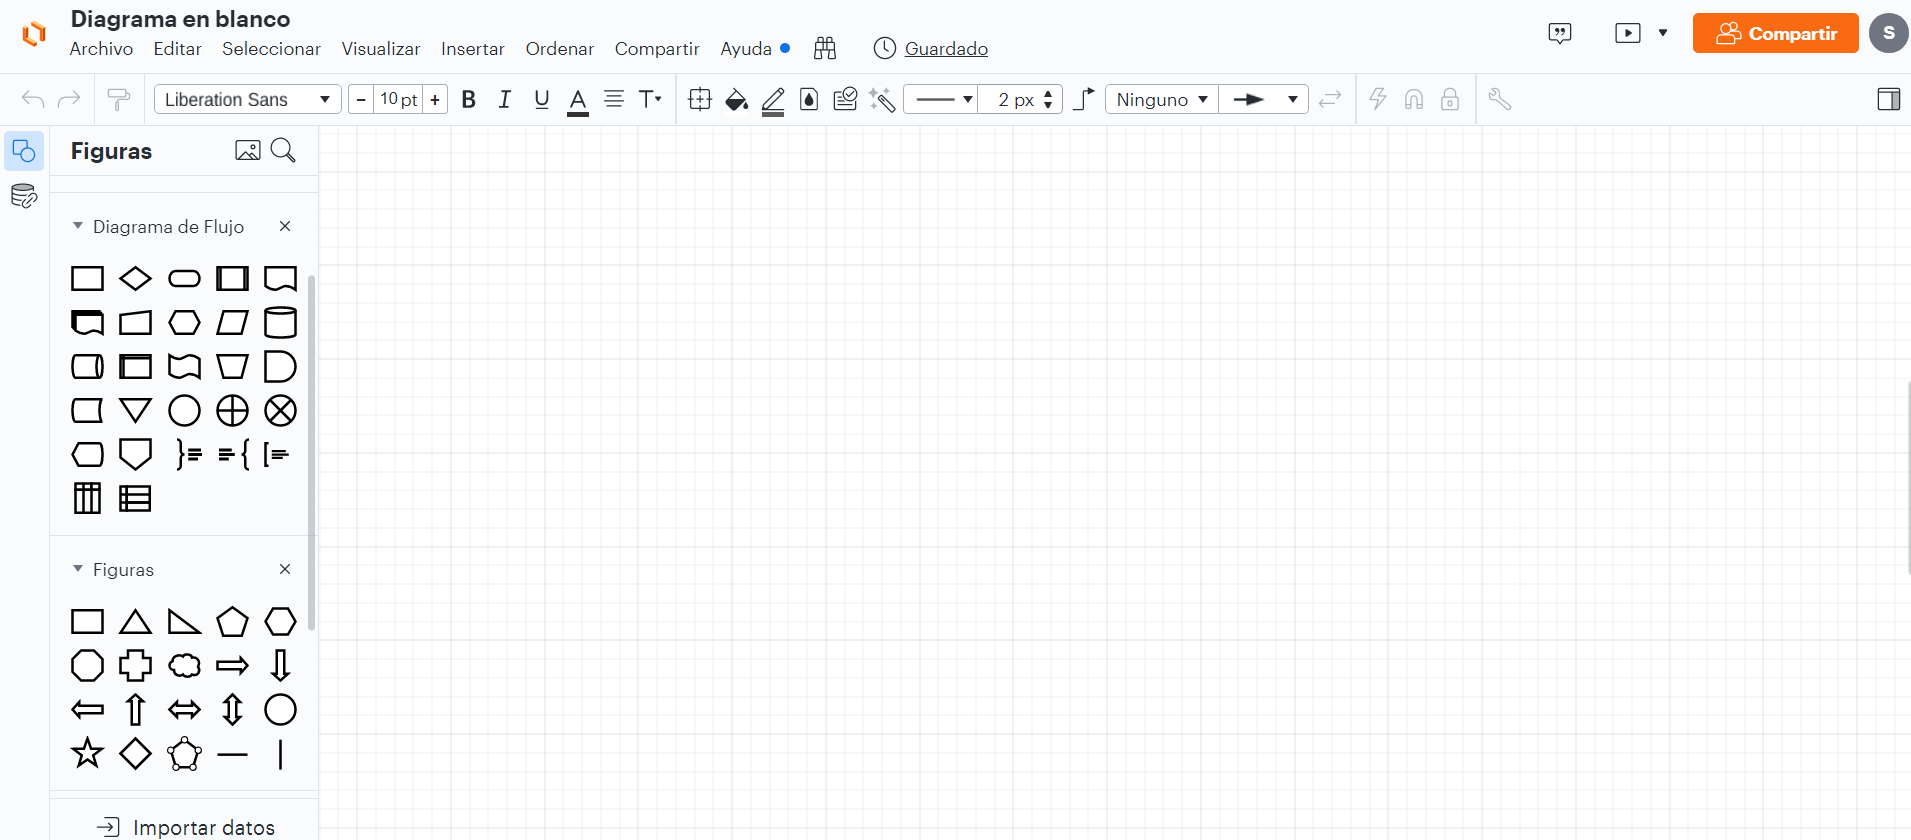 Diagrama en blanco
Archivo Editar Seleccionar Visualizar Insertar Ordenar Compartir Ayuda Guardado
Compartir
S
Liberation Sans 10 pt B I U A T 2 px Ninguno
Figuras
Diagrama de Flujo
Figuras
Importar datos